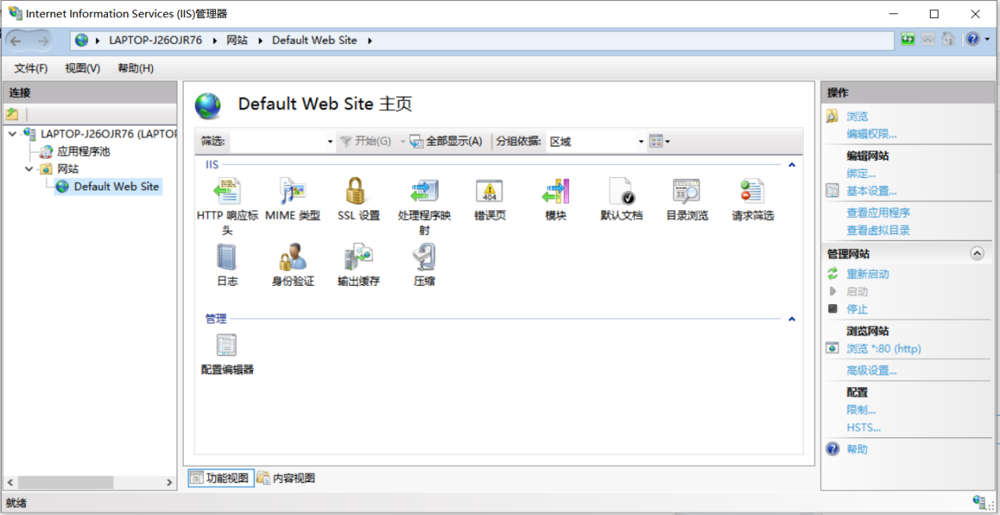 Internet Information Services (IIS)管理器
LAPTOP-J26OJR76 网站 Default Web Site
文件(F) 视图(V) 帮助(H)
连接
LAPTOP-J26OJR76 (LAPTO
应用程序池
网站
Default Web Site
Default Web Site 主页
筛选: 开始(G) 全部显示(A) 分组依据: 区域
IIS
HTTP 响应标头 MIME 类型 SSL 设置 处理程序映射 错误页 模块 默认文档 目录浏览 请求筛选
404
日志 身份验证 输出缓存 压缩
管理
配置编辑器
功能视图 内容视图
操作
浏览
编辑权限...
编辑网站
绑定...
基本设置...
查看应用程序
查看虚拟目录
管理网站
重新启动
启动
停止
浏览网站
浏览 *:80 (http)
高级设置...
配置
限制...
HSTS...
帮助
就绪